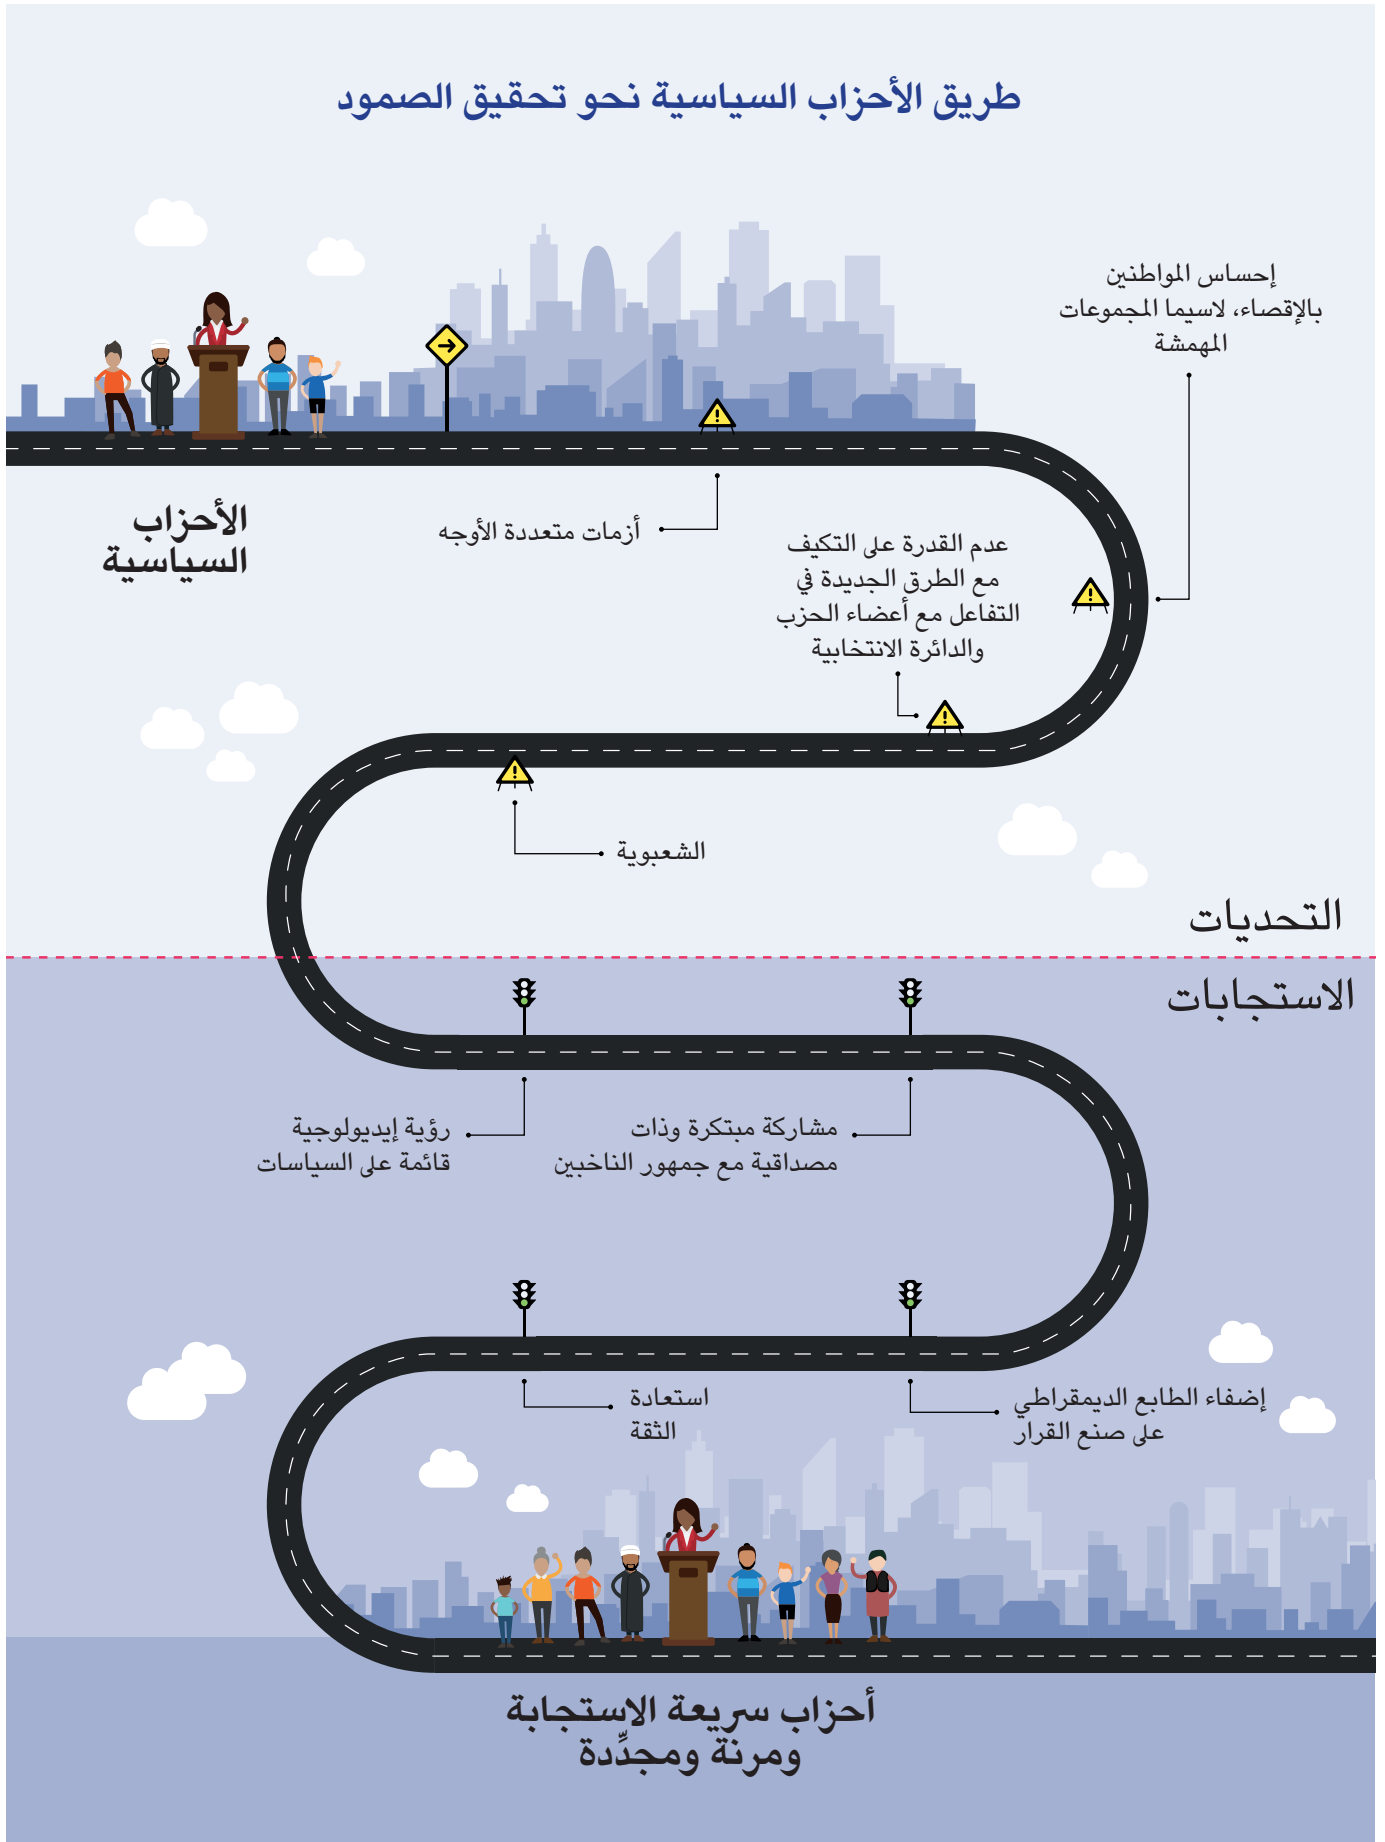 طريق الأحزاب السياسية نحو تحقيق الصمود
إحساس المواطنين
بالإقصاء، لاسيما المجموعات
المهمشة
الأحزاب
السياسية
أزمات متعددة الأوجه
عدم القدرة على التكيف
مع الطرق الجديدة في
التفاعل مع أعضاء الحزب
والدائرة الانتخابية
الشعبوية
التحديات
الاستجابات
مشاركة مبتكرة وذات
مصداقية مع جمهور الناخبين
رؤية إيديولوجية
قائمة على السياسات
إضفاء الطابع الديمقراطي
على صنع القرار
استعادة
الثقة
أحزاب سريعة الاستجابة
ومرنة ومجدِّدة